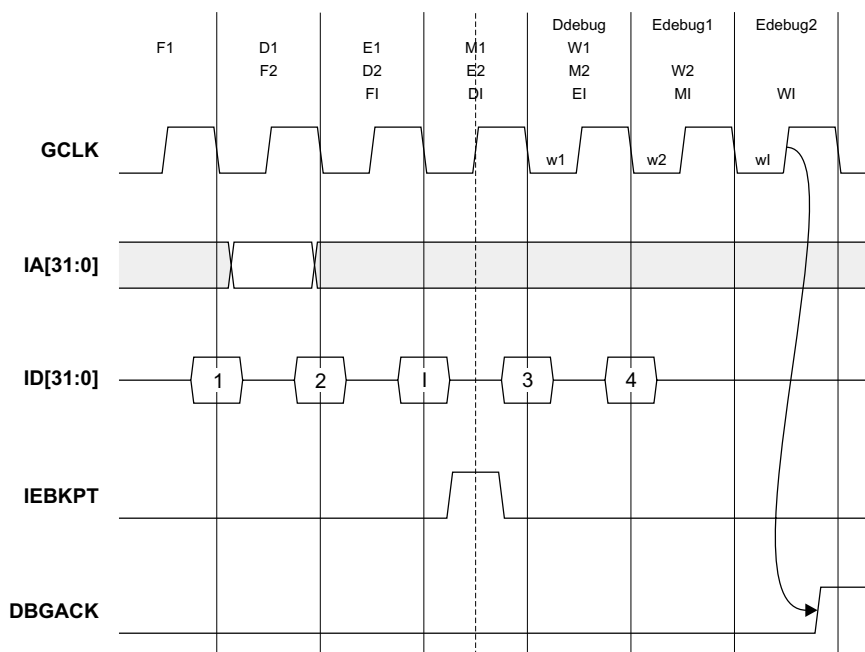 Ddebug Edebug1 Edebug2
F1 D1 E1 M1 W1
F2 D2 E2 M2 W2
FI DI EI MI WI
GCLK w1 w2 wI
IA[31:0]
ID[31:0] 1 2 I 3 4
IEBKPT
DBGACK